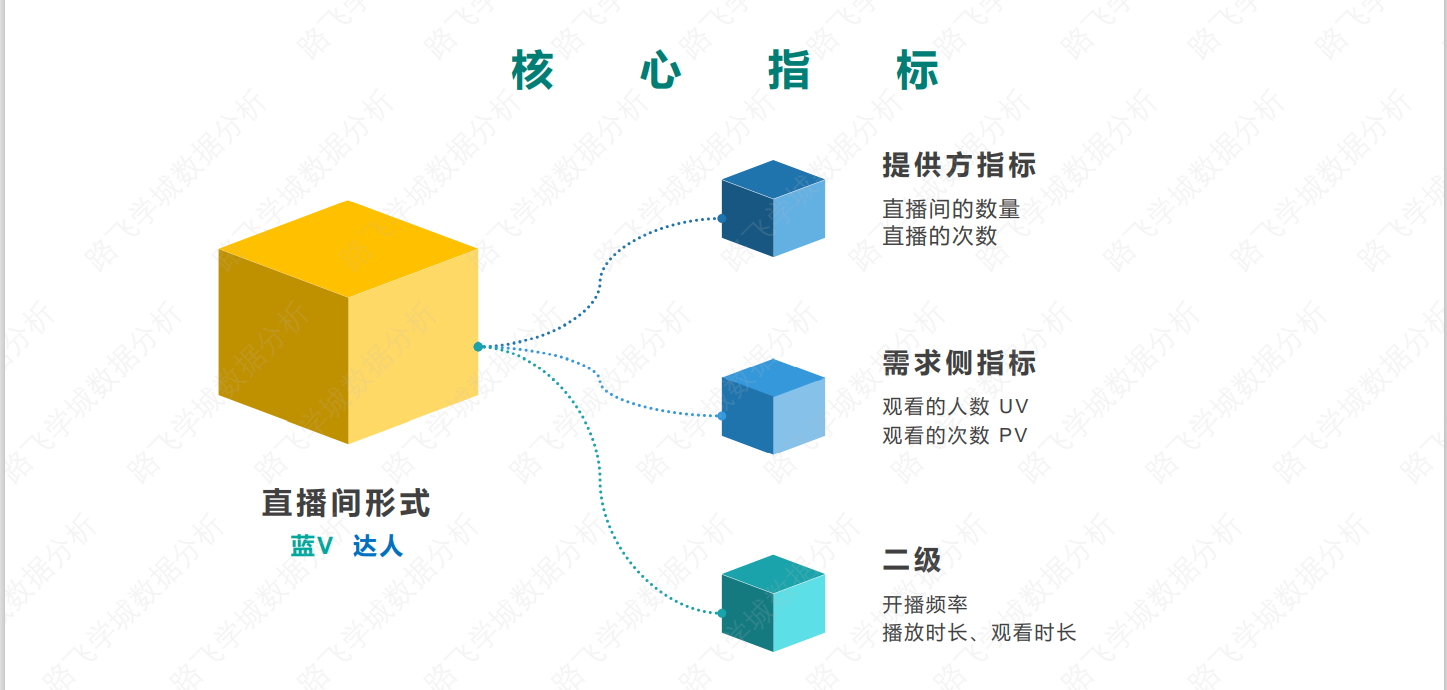 核心指标
提供方指标
直播间的数量
直播的次数
需求侧指标
观看的人数 UV
观看的次数 PV
直播间形式
蓝V 达人
二级
开播频率
播放时长、观看时长
路飞学城数据分析